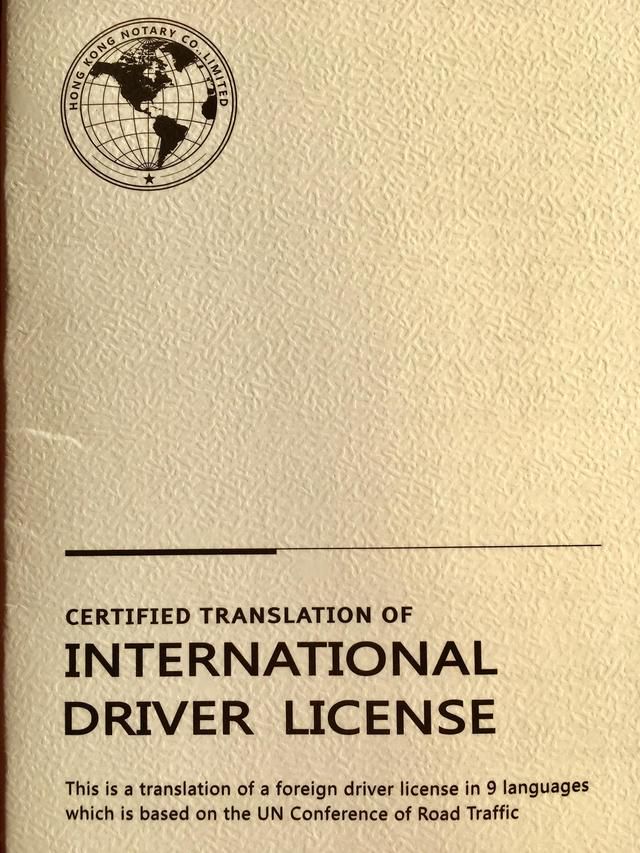 HONG KONG NOTARY CO., LIMITED
CERTIFIED TRANSLATION OF
INTERNATIONAL
DRIVER LICENSE
This is a translation of a foreign driver license in 9 languages
which is based on the UN Conference of Road Traffic